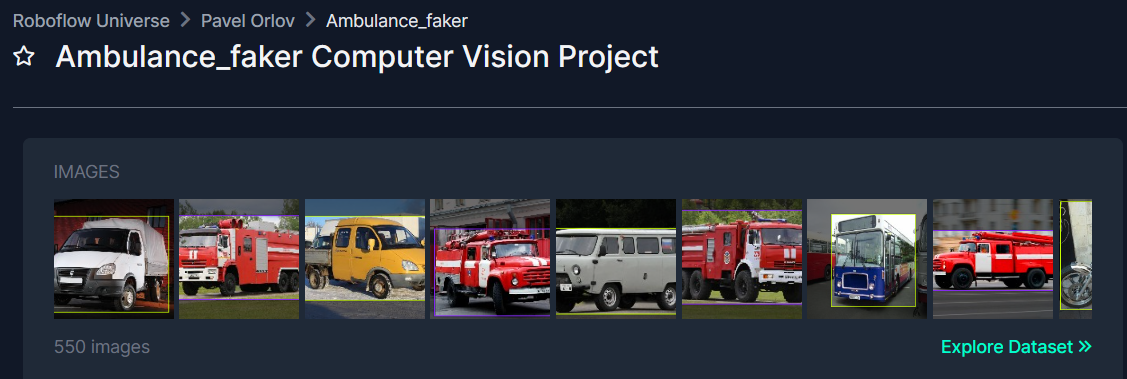 Roboflow Universe > Pavel Orlov > Ambulance_faker
Ambulance_faker Computer Vision Project
IMAGES
550 images
Explore Dataset »